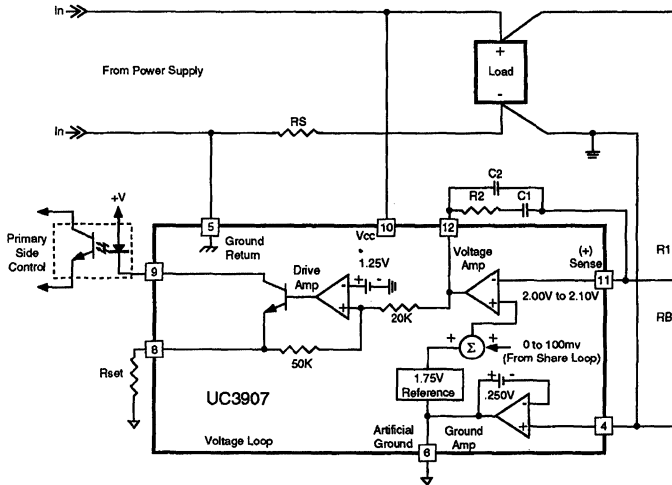 In
From Power Supply
+
Load
-
In
RS
C2
R2
C1
+V
5
10
12
Primary
Side
Control
Ground
Return
Vcc
1.25V
Voltage
Amp
(+)
Sense
R1
9
Drive
Amp
+
-
-
+
-
+
11
2.00V to 2.10V
20K
RB
8
50K
+
Σ
+
0 to 100mv
(From Share Loop)
Rset
1.75V
Reference
+
-
.250V
UC3907
-
+
4
Artificial
Ground
Ground
Amp
Voltage Loop
6